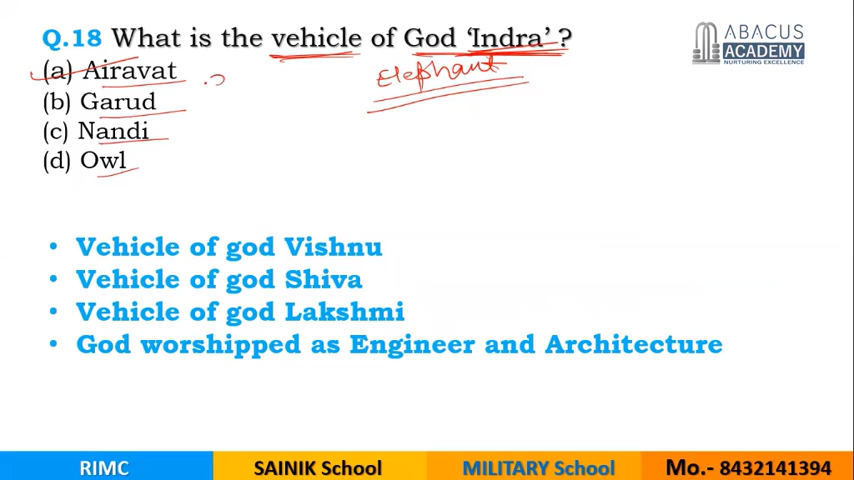 Q.18 What is the vehicle of God ‘Indra’ ?
(a) Airavat
Elephant
(b) Garud
(c) Nandi
(d) Owl
ABACUS
ACADEMY
NURTURING EXCELLENCE
• Vehicle of god Vishnu
• Vehicle of god Shiva
• Vehicle of god Lakshmi
• God worshipped as Engineer and Architecture
RIMC
SAINIK School
MILITARY School
Mo.- 8432141394